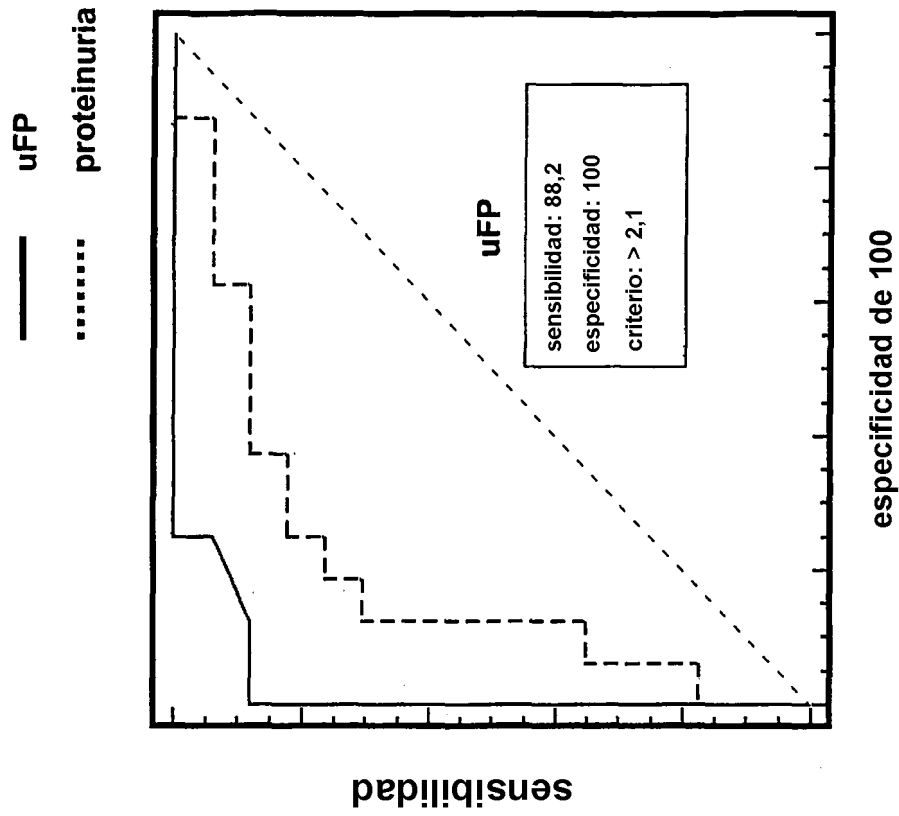 uFP
proteinuria
sensibilidad
uFP
sensibilidad: 88,2
especificidad: 100
criterio: > 2,1
especificidad de 100